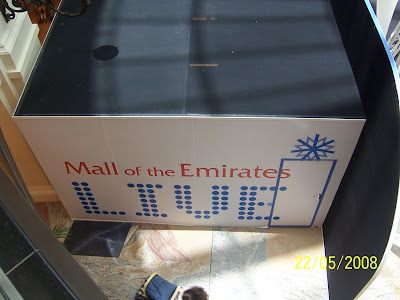 Mall of the Emirates
LIVE
22/05/2008